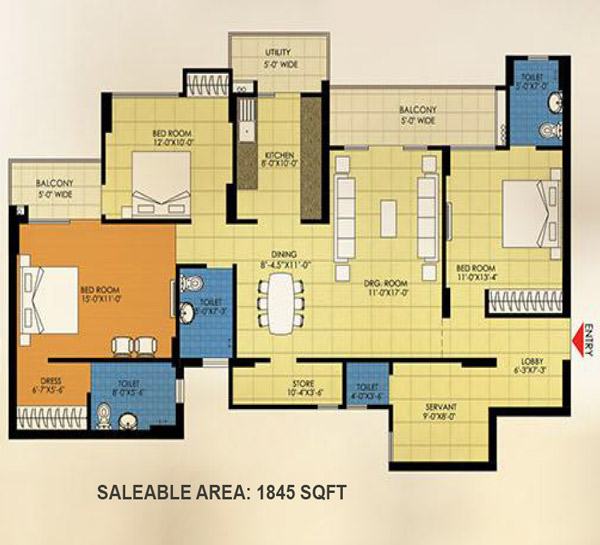 UTILITY
5'-0" WIDE
TOILET
5'-0"X7'-0"
BED ROOM
12'-0"X10'-0"
BALCONY
5'-0" WIDE
KITCHEN
8'-0"X10'-0"
BALCONY
5'-0" WIDE
DINING
8'-4.5"X11'-0"
DRG. ROOM
11'-0"X17'-0"
BED ROOM
11'-0"X13'-4"
BED ROOM
15'-0"X11'-0"
TOILET
5'-0"X7'-3"
ENTRY
LOBBY
6'-3"X7'-3"
DRESS
6'-7"X5'-6"
TOILET
8'-0"X5'-6"
STORE
10'-4"X3'-6"
TOILET
4'-0"X3'-6"
SERVANT
9'-0"X8'-0"
SALEABLE AREA: 1845 SQFT